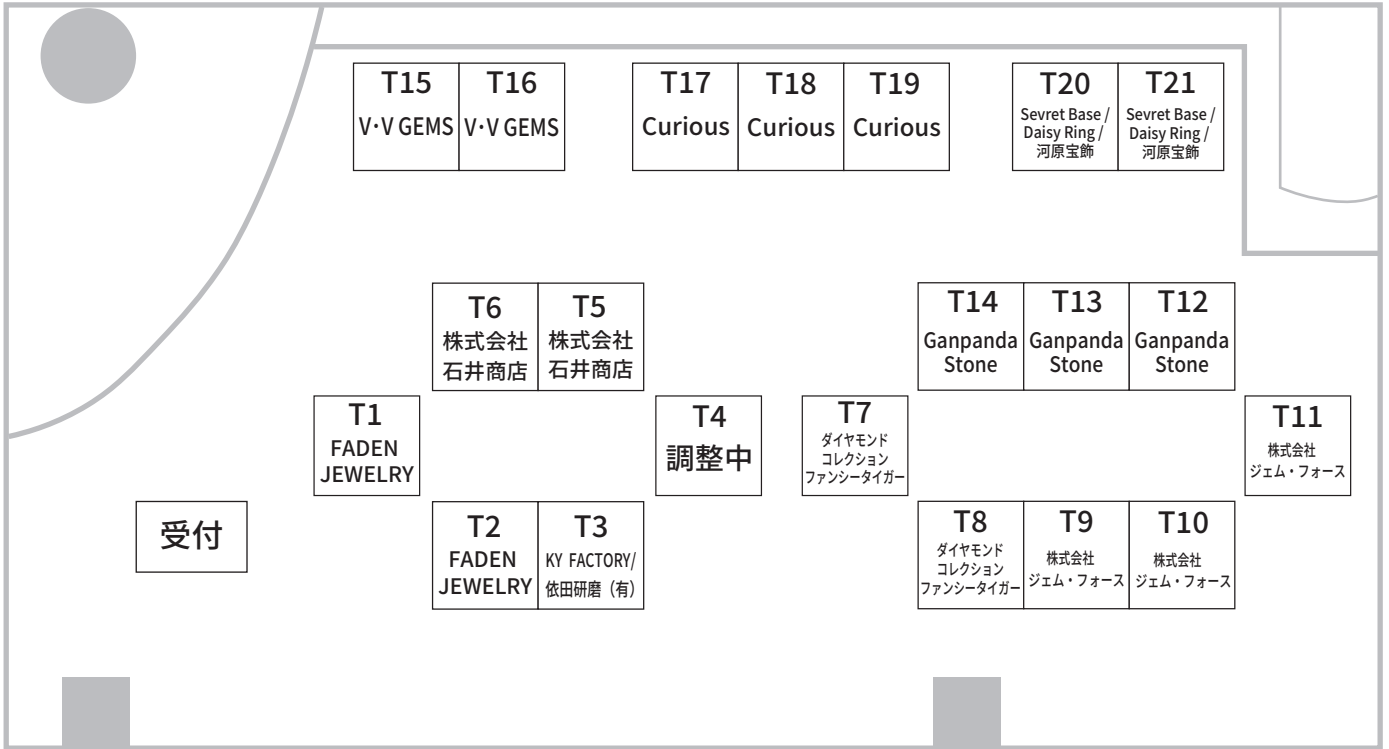 T15
V･V GEMS
T16
V･V GEMS
T17
Curious
T18
Curious
T19
Curious
T20
Sevret Base /
Daisy Ring /
河原宝飾
T21
Sevret Base /
Daisy Ring /
河原宝飾
T6
株式会社
石井商店
T5
株式会社
石井商店
T14
Ganpanda
Stone
T13
Ganpanda
Stone
T12
Ganpanda
Stone
T1
FADEN
JEWELRY
T4
調整中
T7
ダイヤモンド
コレクション
ファンシータイガー
T11
株式会社
ジェム・フォース
受付
T2
FADEN
JEWELRY
T3
KY FACTORY/
依田研磨（有）
T8
ダイヤモンド
コレクション
ファンシータイガー
T9
株式会社
ジェム・フォース
T10
株式会社
ジェム・フォース